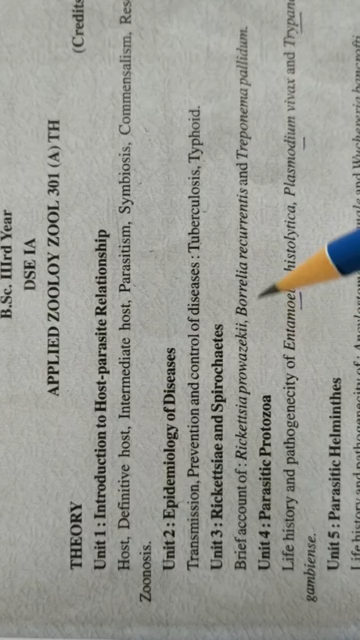 B.Sc. IIIrd Year
DSE IA
APPLIED ZOOLOY ZOOL 301 (A) TH
THEORY (Credits
Unit 1 : Introduction to Host-parasite Relationship
Host, Definitive host, Intermediate host, Parasitism, Symbiosis, Commensalism, Res
Zoonosis.
Unit 2 : Epidemiology of Diseases
Transmission, Prevention and control of diseases : Tuberculosis, Typhoid.
Unit 3 : Rickettsiae and Spirochaetes
Brief account of : Rickettsia prowazekii, Borrelia recurrentis and Treponema pallidum.
Unit 4 : Parasitic Protozoa
Life history and pathogenecity of Entamoe histolytica, Plasmodium vivax and Trypan
gambiense.
Unit 5 : Parasitic Helminthes